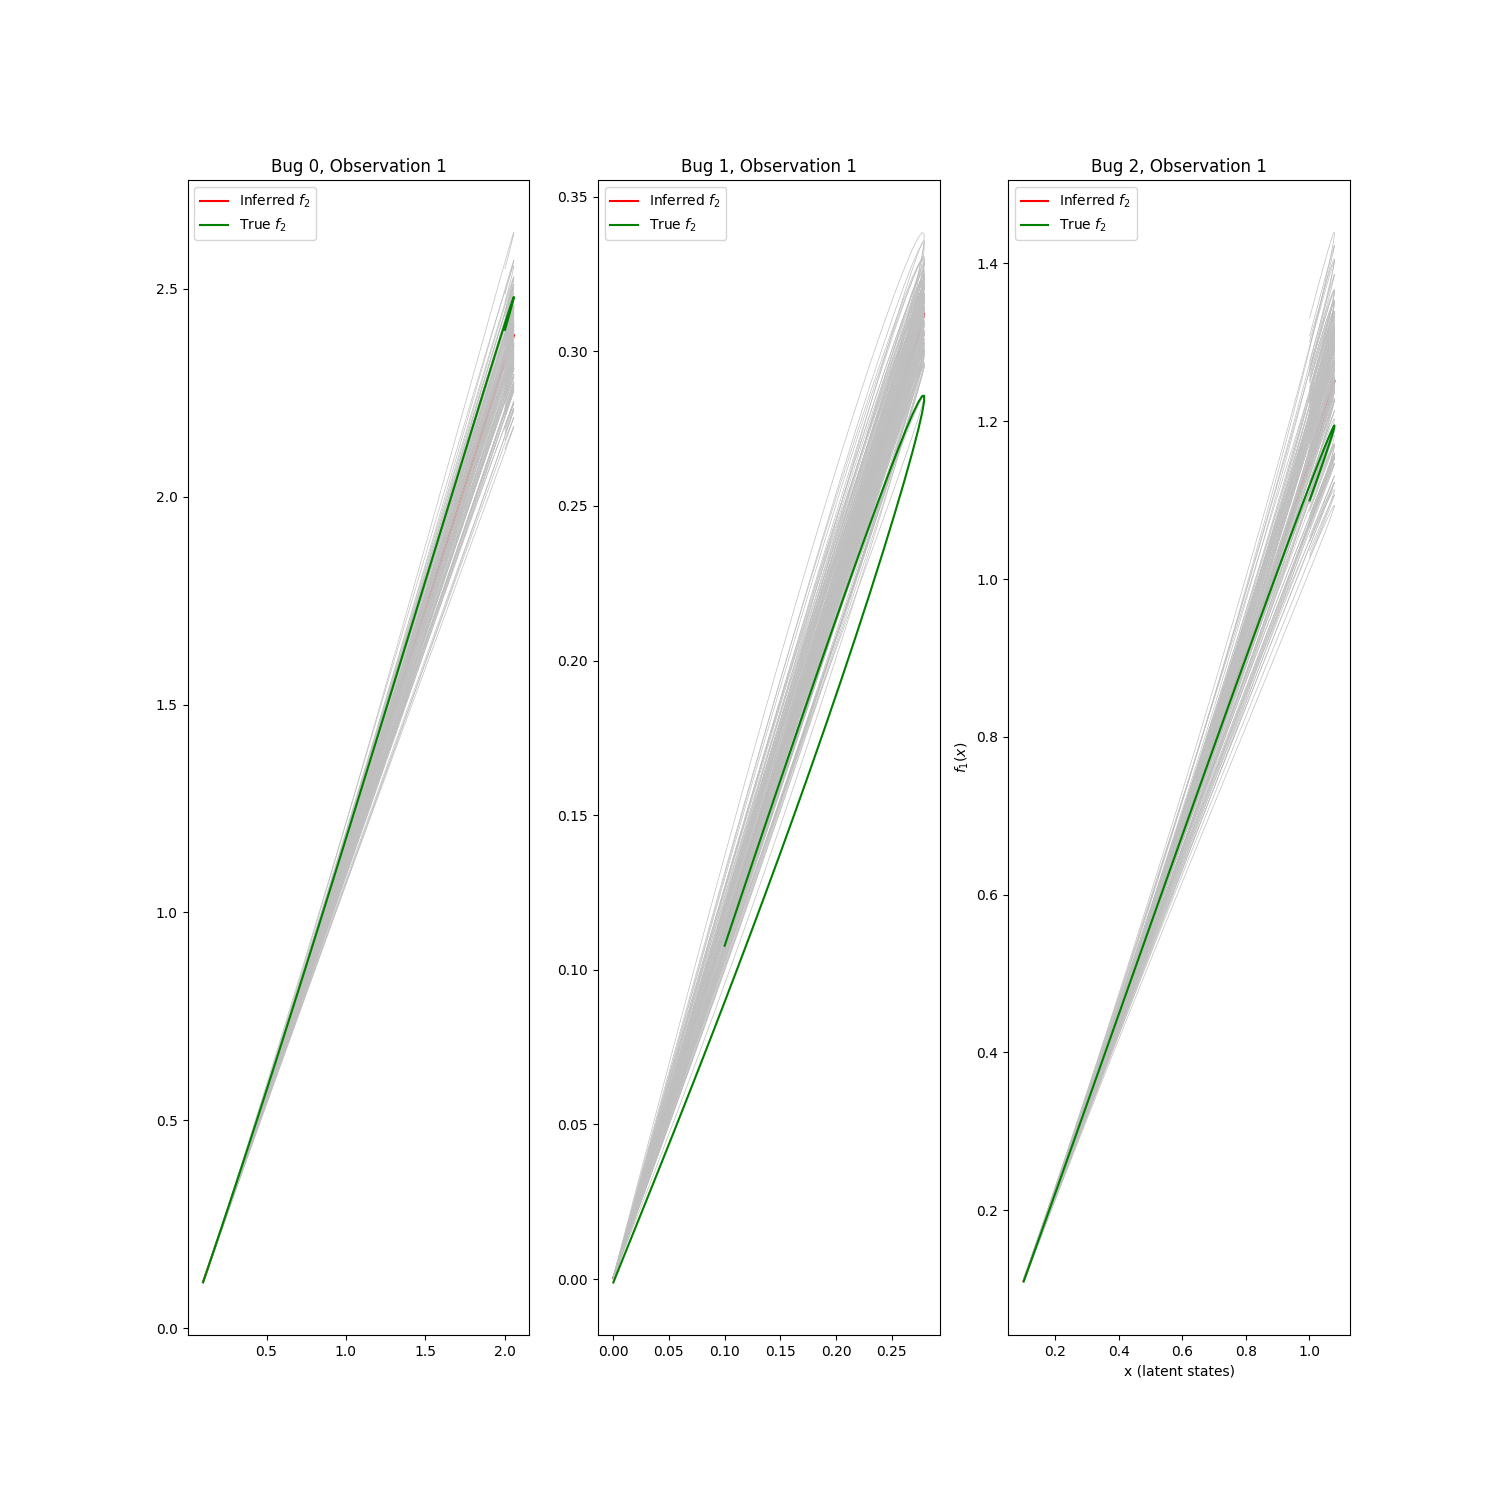 Bug 0, Observation 1
Inferred f₂
True f₂
2.5
2.0
1.5
1.0
0.5
0.0
0.5 1.0 1.5 2.0
Bug 1, Observation 1
Inferred f₂
True f₂
0.35
0.30
0.25
0.20
0.15
0.10
0.05
0.00
0.00 0.05 0.10 0.15 0.20 0.25
Bug 2, Observation 1
Inferred f₂
True f₂
f₁(x)
1.4
1.2
1.0
0.8
0.6
0.4
0.2
0.2 0.4 0.6 0.8 1.0
x (latent states)